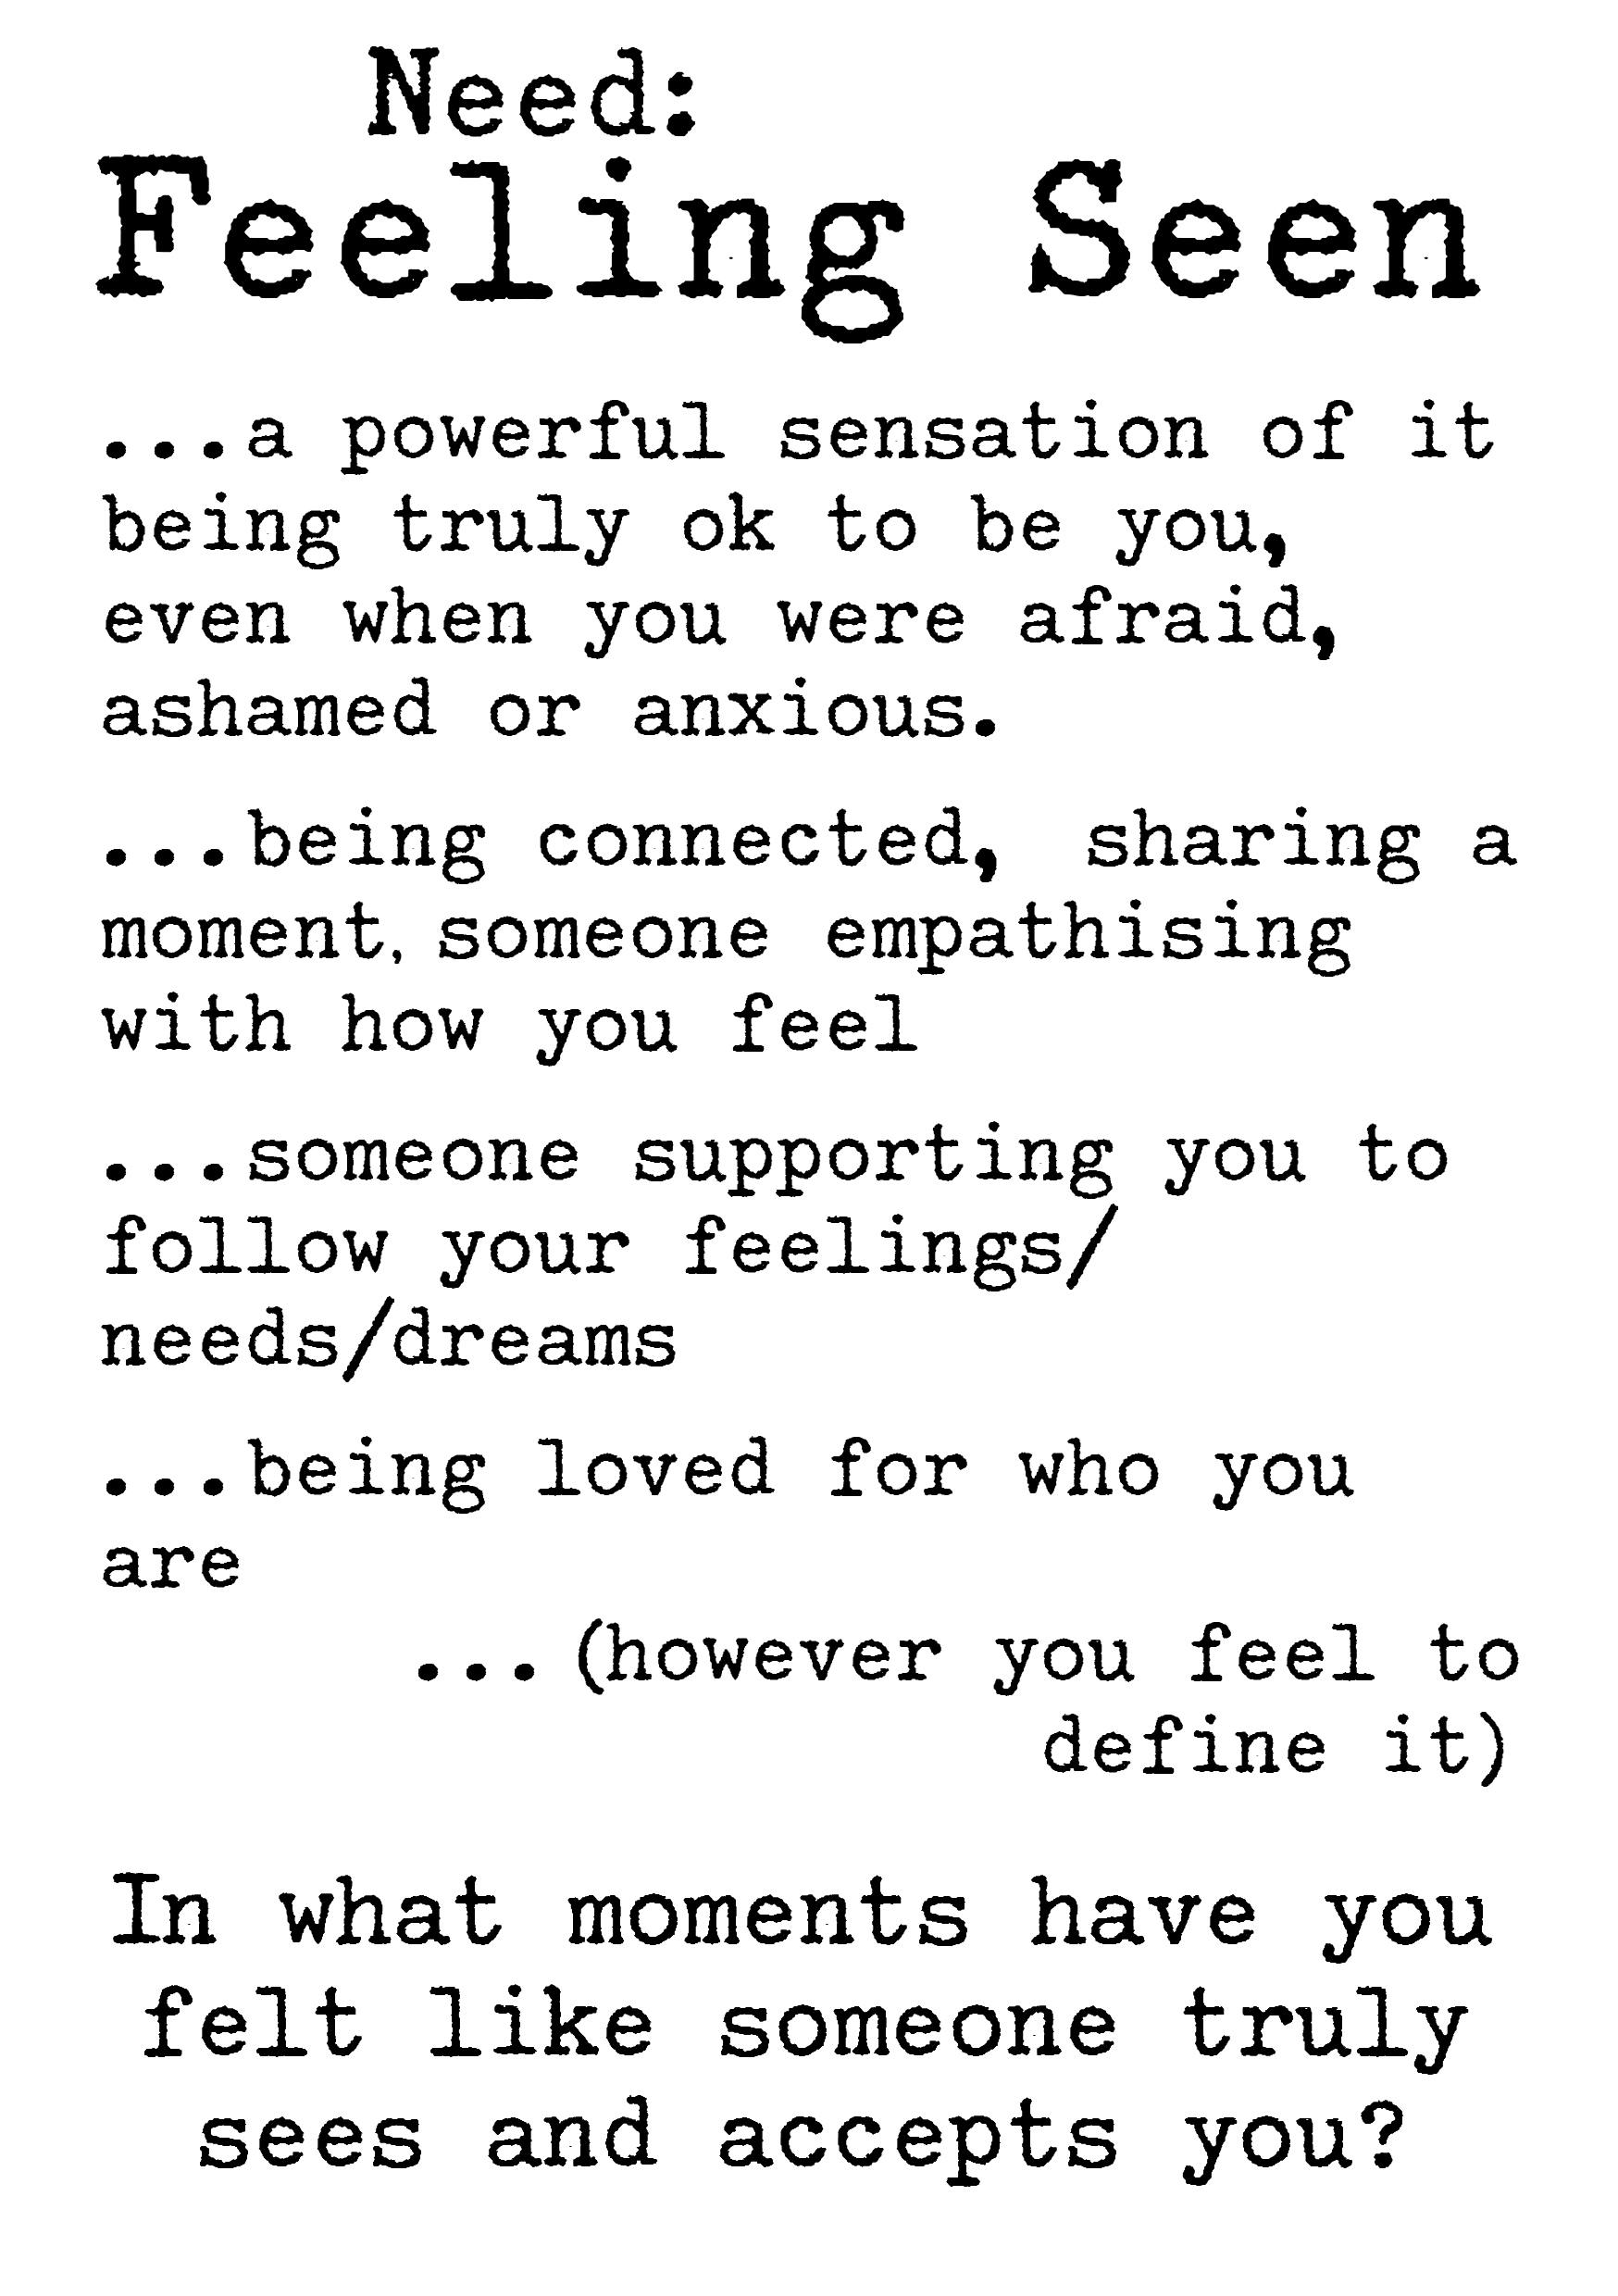 Need:
Feeling Seen
...a powerful sensation of it
being truly ok to be you,
even when you were afraid,
ashamed or anxious.
...being connected, sharing a
moment, someone empathising
with how you feel
...someone supporting you to
follow your feelings/
needs/dreams
...being loved for who you
are
...(however you feel to
define it)
In what moments have you
felt like someone truly
sees and accepts you?